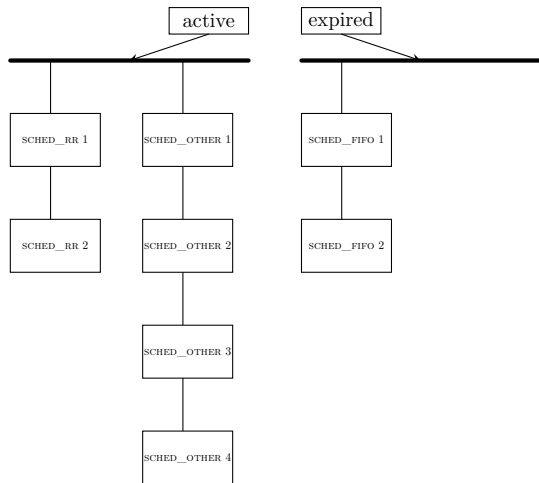 active
expired
SCHED_RR 1
SCHED_OTHER 1
SCHED_FIFO 1
SCHED_RR 2
SCHED_OTHER 2
SCHED_FIFO 2
SCHED_OTHER 3
SCHED_OTHER 4